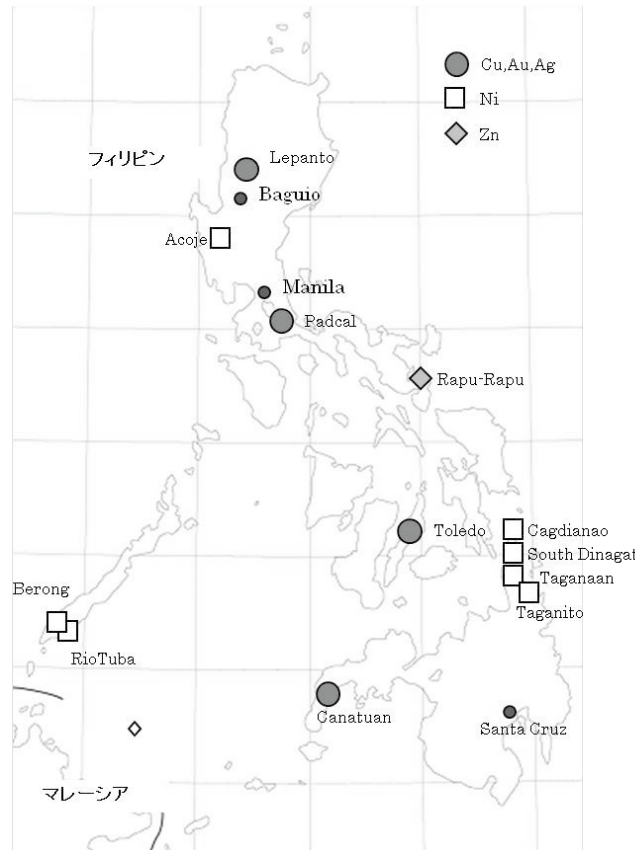 Cu,Au,Ag
Ni
Zn
フィリピン
Lepanto
Baguio
Acoje
Manila
Padcal
Rapu-Rapu
Toledo
Cagdianao
South Dinagat
Taganaan
Taganito
Berong
RioTuba
Canatuan
Santa Cruz
マレーシア